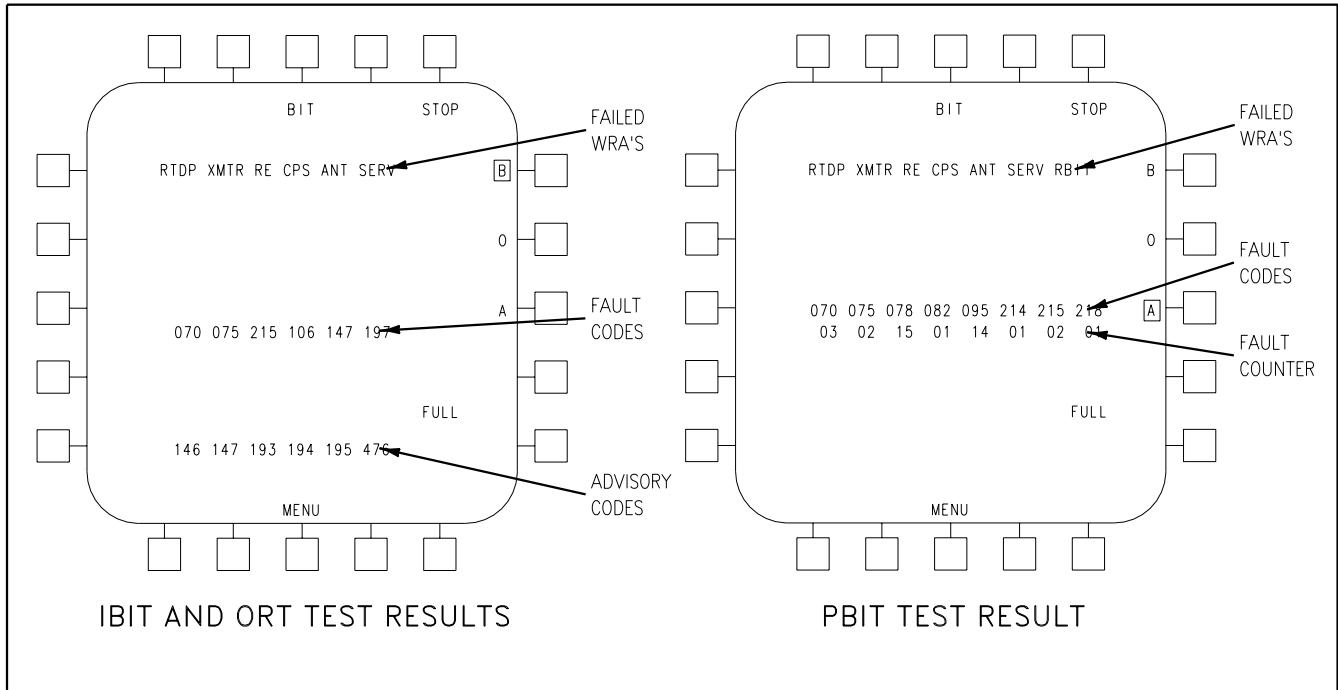 BIT STOP
FAILED
WRA'S
RTDP XMTR RE CPS ANT SERV B
O
A
FAULT
CODES
070 075 215 106 147 197
FULL
146 147 193 194 195 476
ADVISORY
CODES
MENU
IBIT AND ORT TEST RESULTS
BIT STOP
FAILED
WRA'S
RTDP XMTR RE CPS ANT SERV RBIT B
O
FAULT
CODES
070 075 078 082 095 214 215 218 A
03 02 15 01 14 01 02 01
FAULT
COUNTER
FULL
MENU
PBIT TEST RESULT